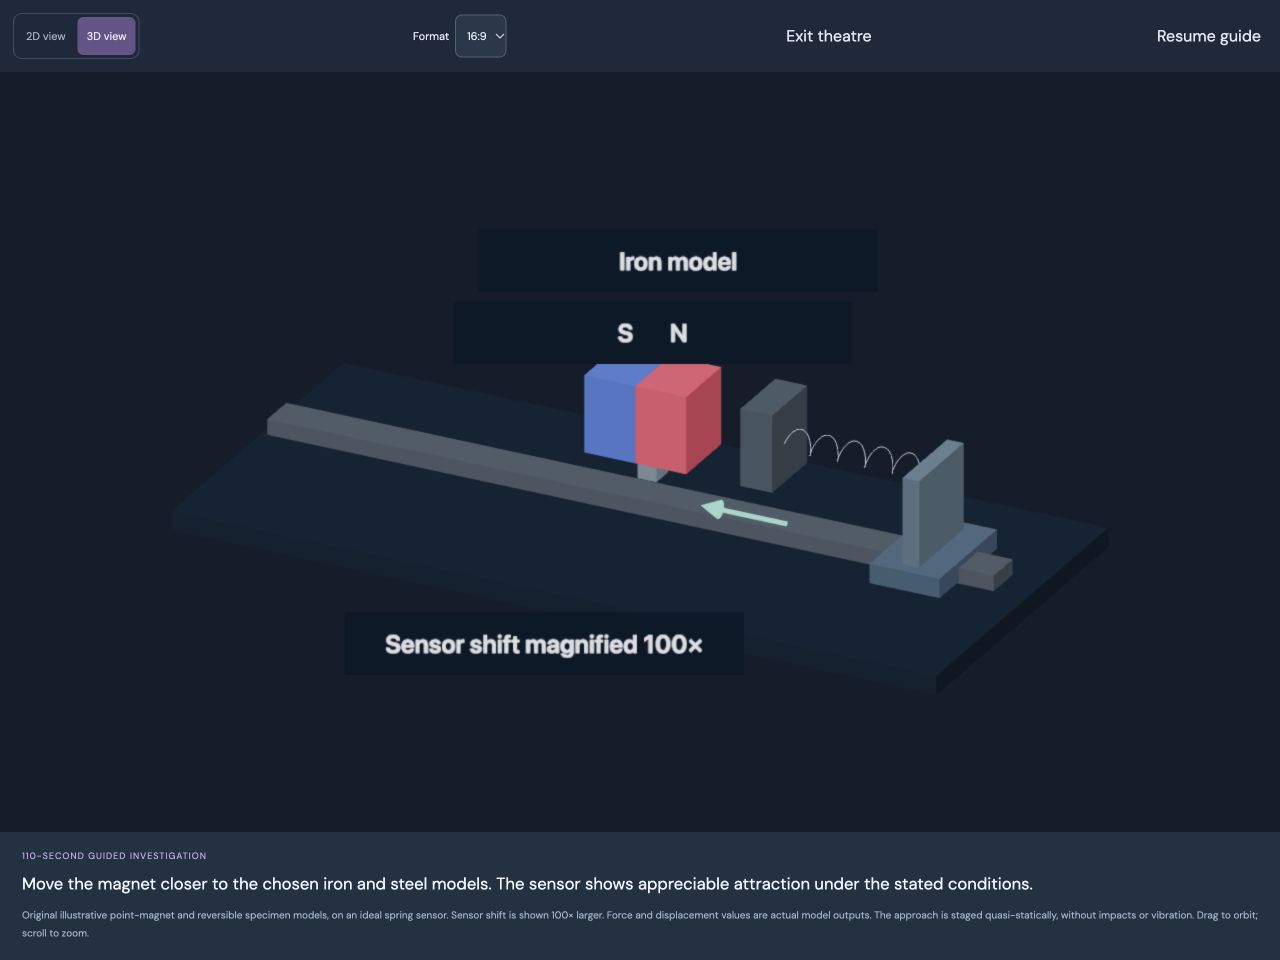 2D view
3D view
Format
16:9
Exit theatre
Resume guide
Iron model
S N
Sensor shift magnified 100×
110-SECOND GUIDED INVESTIGATION
Move the magnet closer to the chosen iron and steel models. The sensor shows appreciable attraction under the stated conditions.
Original illustrative point-magnet and reversible specimen models, on an ideal spring sensor. Sensor shift is shown 100× larger. Force and displacement values are actual model outputs. The approach is staged quasi-statically, without impacts or vibration. Drag to orbit;
scroll to zoom.